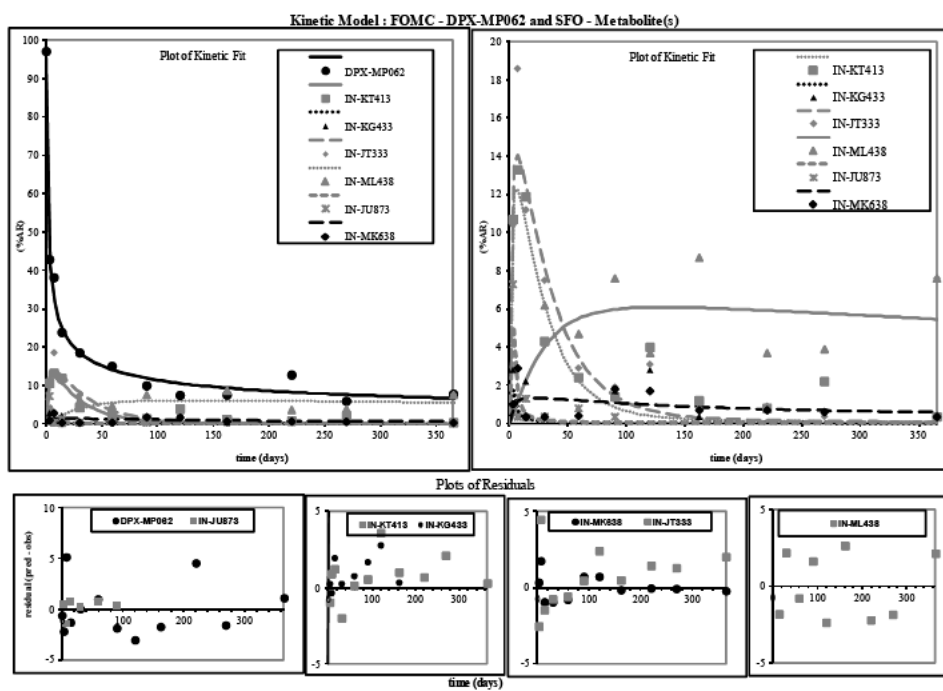 Kinetic Model : FOMC - DPX-MP062 and SFO - Metabolite(s)
Plot of Kinetic Fit
DPX-MP062
IN-KT413
IN-KG433
IN-JT333
IN-ML438
IN-JU873
IN-MK638
100
90
80
70
60
50
40
30
20
10
0
(%AR)
0 50 100 150 200 250 300 350
time (days)
Plot of Kinetic Fit
IN-KT413
IN-KG433
IN-JT333
IN-ML438
IN-JU873
IN-MK638
20
18
16
14
12
10
8
6
4
2
0
(%AR)
0 50 100 150 200 250 300 350
time (days)
Plots of Residuals
DPX-MP062 IN-JU873
10
5
0
-5
residual (pred - obs)
0 100 200 300
IN-KT413 IN-KG433
5
0
-5
0 100 200 300
IN-MK638 IN-JT333
5
0
-5
0 100 200 300
IN-ML438
5
0
-5
0 100 200 300
time (days)